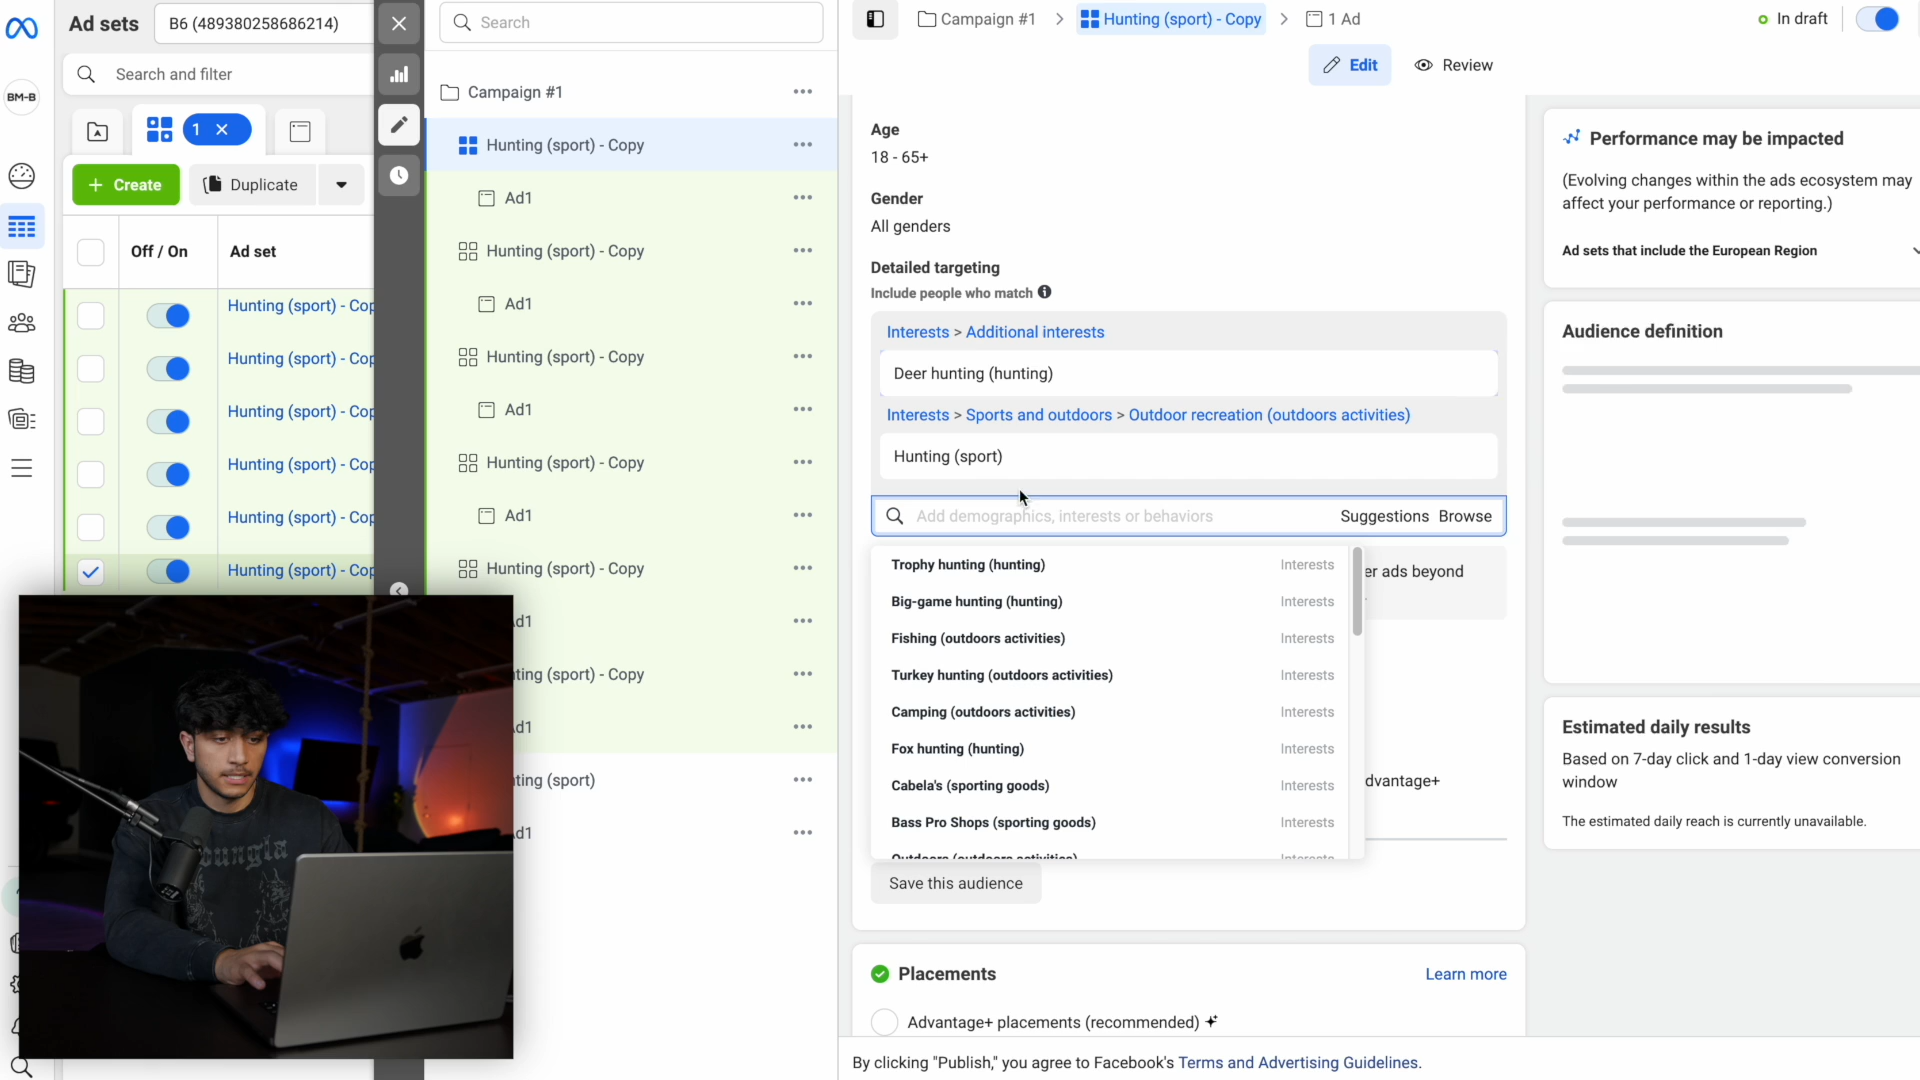 Ad sets
B6 (489380258686214)
BM-B
Search and filter
1
Create
Duplicate
Off / On
Ad set
Hunting (sport) - Cop
Hunting (sport) - Cop
Hunting (sport) - Cop
Hunting (sport) - Cop
Hunting (sport) - Cop
Hunting (sport) - Cop
Search
Campaign #1
Hunting (sport) - Copy
Ad1
Hunting (sport) - Copy
Ad1
Hunting (sport) - Copy
Ad1
Hunting (sport) - Copy
Ad1
Hunting (sport) - Copy
d1
ting (sport) - Copy
d1
ting (sport)
d1
Campaign #1
Hunting (sport) - Copy
1 Ad
In draft
Edit
Review
Age
18 - 65+
Gender
All genders
Detailed targeting
Include people who match
Interests > Additional interests
Deer hunting (hunting)
Interests > Sports and outdoors > Outdoor recreation (outdoors activities)
Hunting (sport)
Add demographics, interests or behaviors
Suggestions
Browse
Trophy hunting (hunting) Interests
Big-game hunting (hunting) Interests
Fishing (outdoors activities) Interests
Turkey hunting (outdoors activities) Interests
Camping (outdoors activities) Interests
Fox hunting (hunting) Interests
Cabela's (sporting goods) Interests
Bass Pro Shops (sporting goods) Interests
Outdoors (outdoors activities) Interests
er ads beyond
dvantage+
Save this audience
Placements
Learn more
Advantage+ placements (recommended)
By clicking "Publish," you agree to Facebook's Terms and Advertising Guidelines.
Performance may be impacted
(Evolving changes within the ads ecosystem may
affect your performance or reporting.)
Ad sets that include the European Region
Audience definition
Estimated daily results
Based on 7-day click and 1-day view conversion
window
The estimated daily reach is currently unavailable.